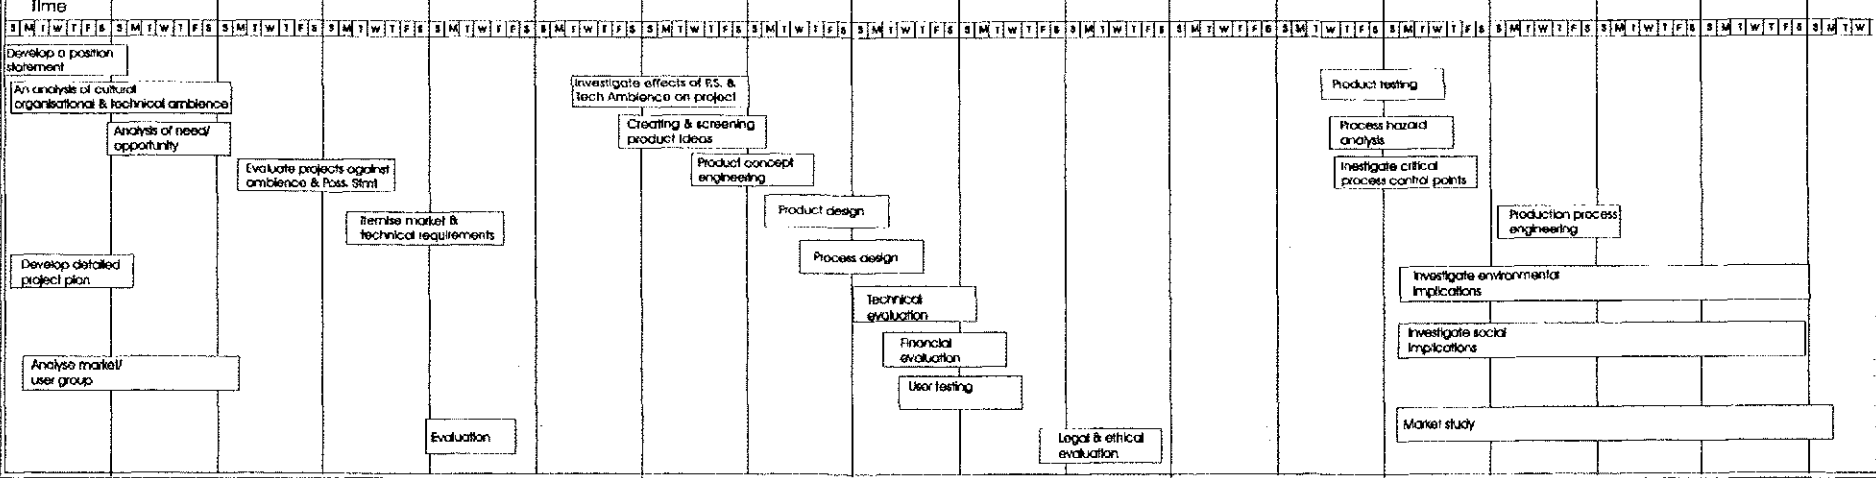 Time
S M T W T F S S M T W T F S S M T W T F S S M T W T F S S M T W T F S S M T W T F S S M T W T F S S M T W T F S S M T W T F S S M T W T F S S M T W T F S S M T W T F S S M T W T F S S M T W T F S S M T W T F S S M T W T F S S M T W T F S S M T W
Develop a position
statement
An analysis of cultural
organisational & technical ambience
Analysis of need/
opportunity
Evaluate projects against
ambience & Poss. Stmt
Itemise market &
technical requirements
Develop detailed
project plan
Analyse market/
user group
Evaluation
Investigate effects of P.S. &
Tech Ambience on project
Creating & screening
product ideas
Product concept
engineering
Product design
Process design
Technical
evaluation
Financial
evaluation
User testing
Legal & ethical
evaluation
Product testing
Process hazard
analysis
Inestigate critical
process control points
Production process
engineering
Investigate environmental
implications
Investigate social
implications
Market study